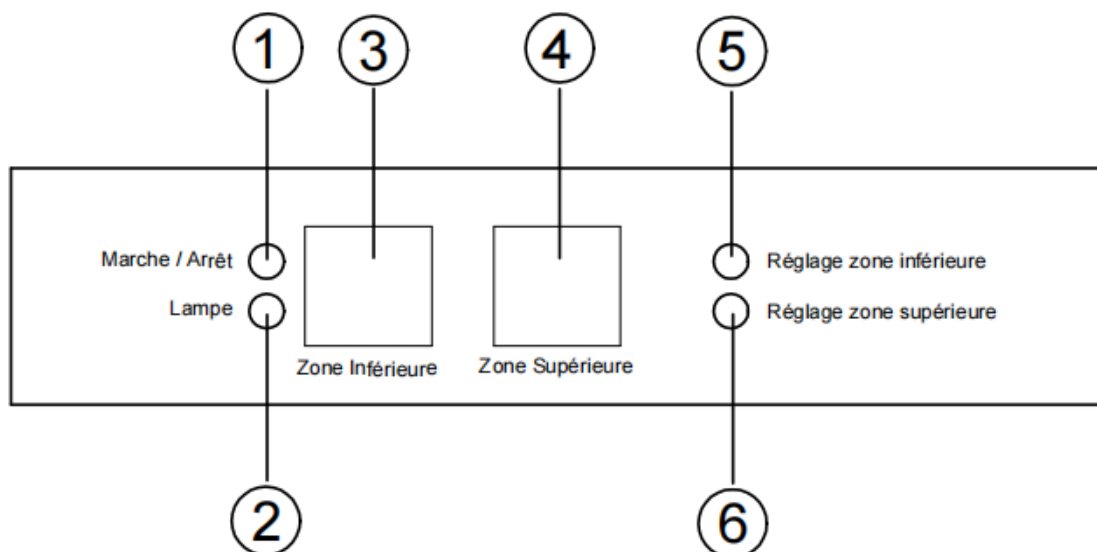 1 3 4 5
Marche / Arrêt
Réglage zone inférieure
Lampe
Réglage zone supérieure
Zone Inférieure
Zone Supérieure
2 6